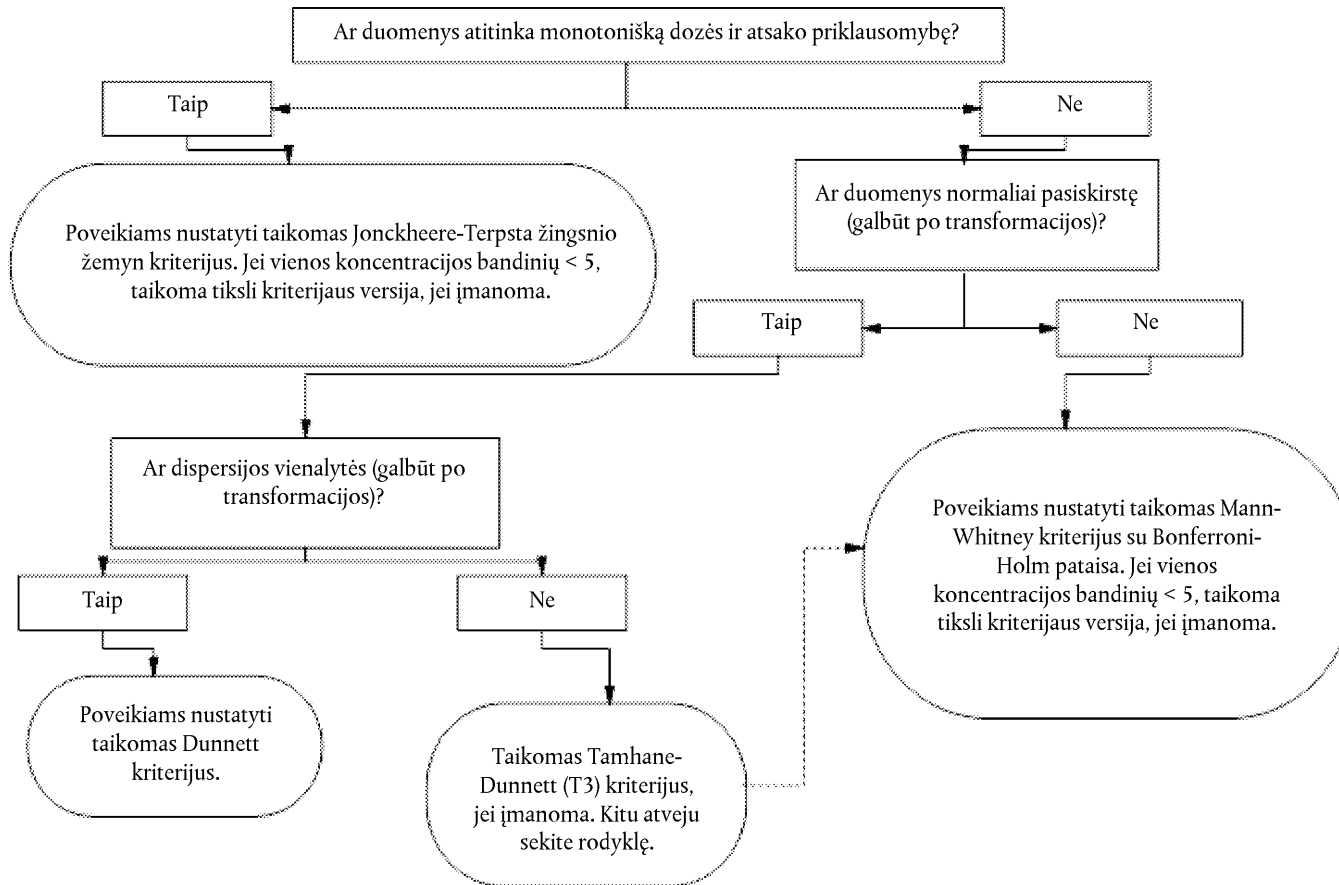 Ar duomenys atitinka monotonišką dozės ir atsako priklausomybę?
Taip
Ne
Poveikiams nustatyti taikomas Jonckheere-Terpsta žingsnio
žemyn kriterijus. Jei vienos koncentracijos bandinių < 5,
taikoma tiksli kriterijaus versija, jei įmanoma.
Ar duomenys normaliai pasiskirstę
(galbūt po transformacijos)?
Taip
Ne
Ar dispersijos vienalytės (galbūt po
transformacijos)?
Poveikiams nustatyti taikomas Mann-
Whitney kriterijus su Bonferroni-
Holm pataisa. Jei vienos
koncentracijos bandinių < 5, taikoma
tiksli kriterijaus versija, jei įmanoma.
Taip
Ne
Poveikiams nustatyti
taikomas Dunnett
kriterijus.
Taikomas Tamhane-
Dunnett (T3) kriterijus,
jei įmanoma. Kitu atveju
sekite rodyklę.